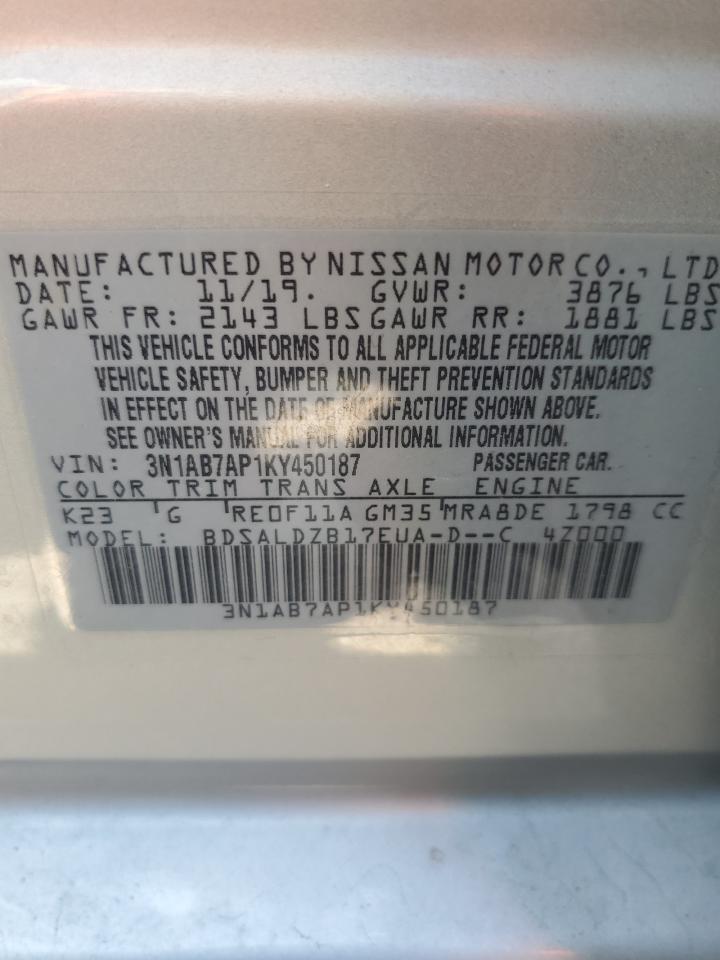 MANUFACTURED BY NISSAN MOTOR CO., LTD
DATE: 11/19. GVWR: 3876 LBS
GAWR FR: 2143 LBS GAWR RR: 1881 LBS
THIS VEHICLE CONFORMS TO ALL APPLICABLE FEDERAL MOTOR
VEHICLE SAFETY, BUMPER AND THEFT PREVENTION STANDARDS
IN EFFECT ON THE DATE OF MANUFACTURE SHOWN ABOVE.
SEE OWNER'S MANUAL FOR ADDITIONAL INFORMATION.
VIN: 3N1AB7AP1KY450187 PASSENGER CAR.
COLOR TRIM TRANS AXLE ENGINE
K23 G RE0F11A GM35 MRA8DE 1798 CC
MODEL: BDSALDZB17EUA-D--C 4Z000
3N1AB7AP1KY450187